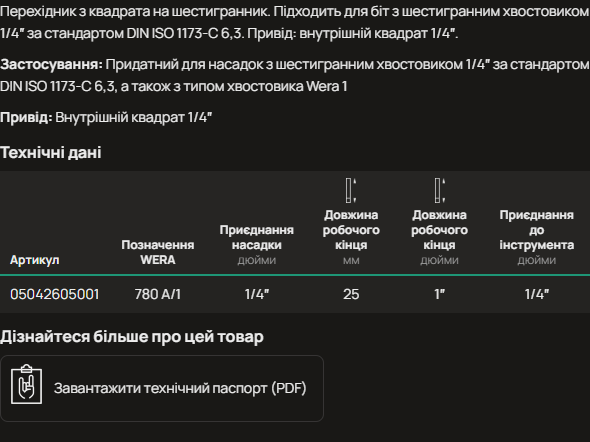 Перехідник з квадрата на шестигранник. Підходить для біт з шестигранним хвостовиком
1/4″ за стандартом DIN ISO 1173-C 6,3. Привід: внутрішній квадрат 1/4″.
Застосування: Придатний для насадок з шестигранним хвостовиком 1/4″ за стандартом
DIN ISO 1173-C 6,3, а також з типом хвостовика Wera 1
Привід: Внутрішній квадрат 1/4″
Технічні дані
Артикул Позначення WERA Приєднання насадки дюйми Довжина робочого кінця мм Довжина робочого кінця дюйми Приєднання до інструмента дюйми
05042605001 780 A/1 1/4″ 25 1″ 1/4″
Дізнайтеся більше про цей товар
Завантажити технічний паспорт (PDF)